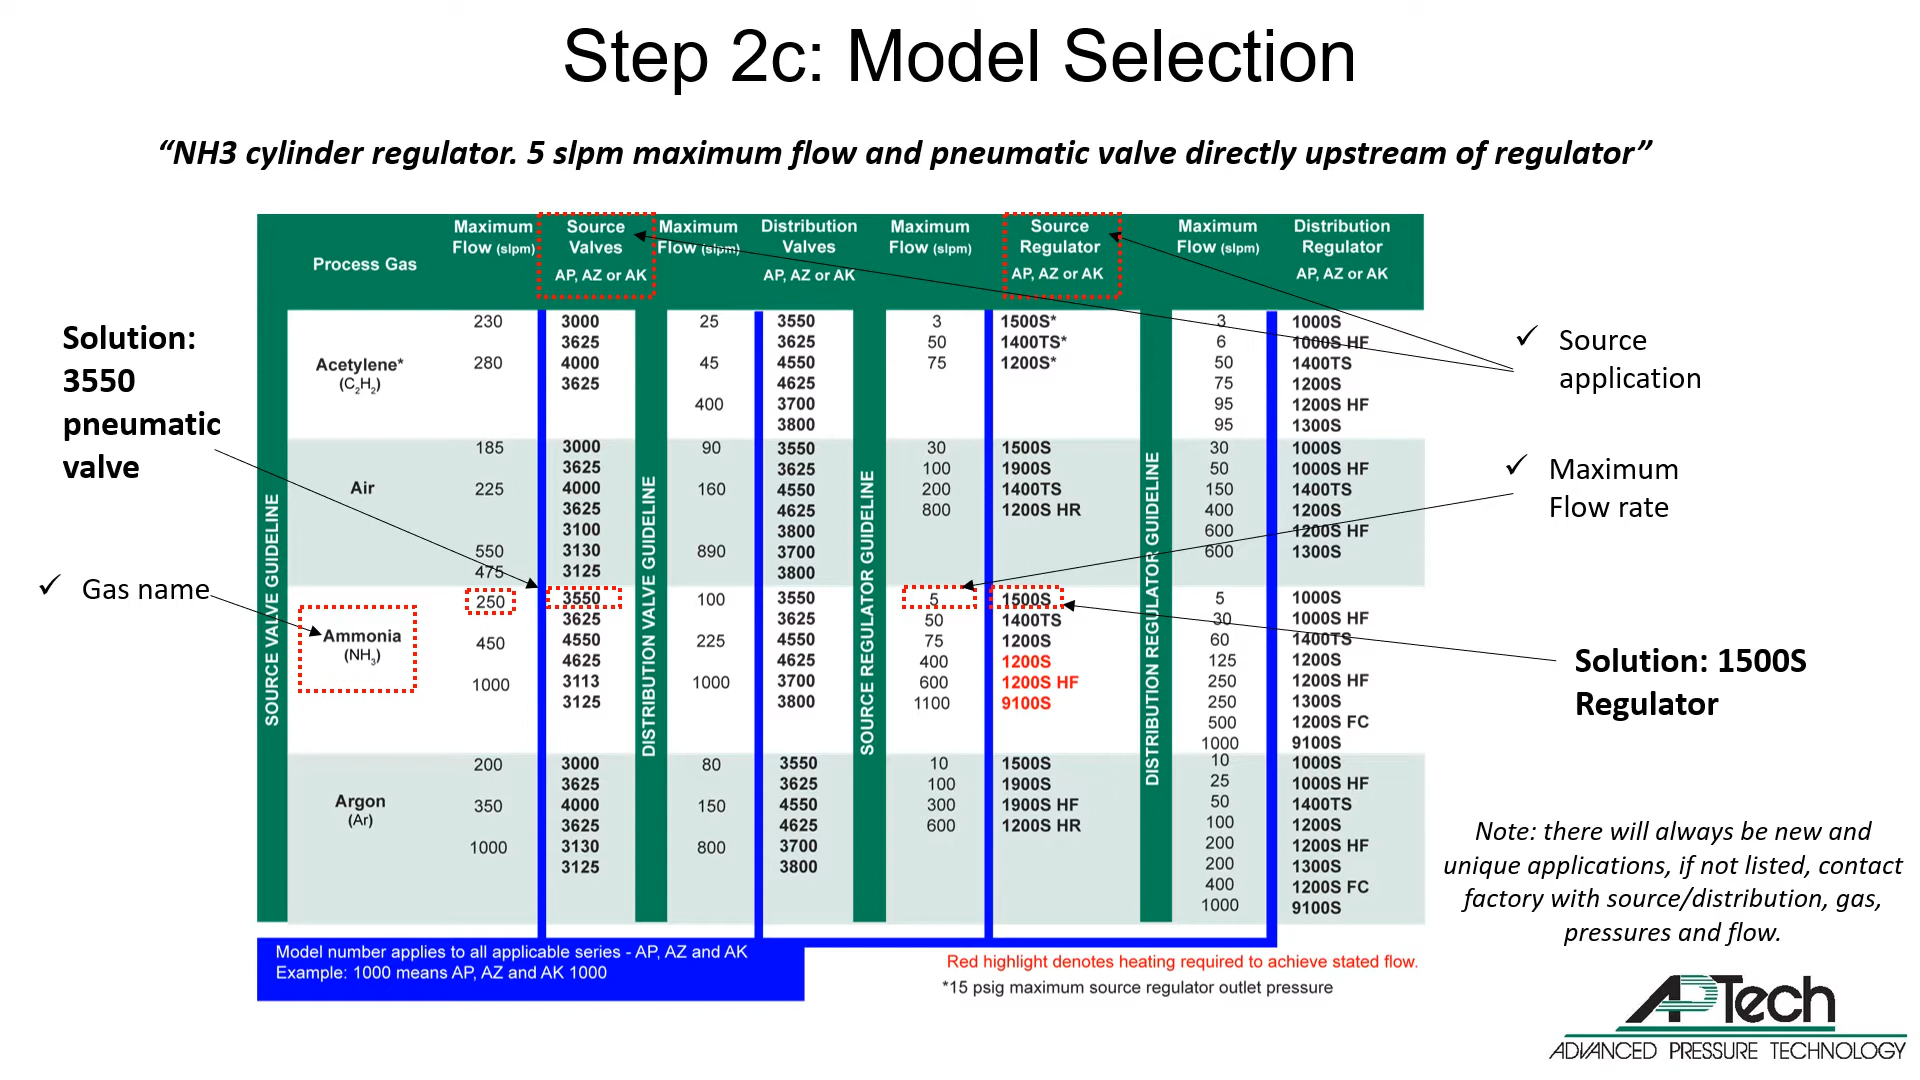 Step 2c: Model Selection
“NH3 cylinder regulator. 5 slpm maximum flow and pneumatic valve directly upstream of regulator”
Process Gas
Maximum Flow (slpm)
Source Valves
AP, AZ or AK
Maximum Flow (slpm)
Distribution Valves
AP, AZ or AK
Maximum Flow (slpm)
Source Regulator
AP, AZ or AK
Maximum Flow (slpm)
Distribution Regulator
AP, AZ or AK
SOURCE VALVE GUIDELINE
DISTRIBUTION VALVE GUIDELINE
SOURCE REGULATOR GUIDELINE
DISTRIBUTION REGULATOR GUIDELINE
Acetylene*
(C2H2)
230 3000 25 3550 3 1500S* 3 1000S
3625 3625 50 1400TS* 6 1000S HF
280 4000 45 4550 75 1200S* 50 1400TS
3625 4625 75 1200S
400 3700 95 1200S HF
3800 95 1300S
Air
185 3000 90 3550 30 1500S 30 1000S
3625 3625 100 1900S 50 1000S HF
225 4000 160 4550 200 1400TS 150 1400TS
3625 4625 800 1200S HR 400 1200S
3100 3800 600 1200S HF
550 3130 890 3700 600 1300S
475 3125 3800
Ammonia
(NH3)
250 3550 100 3550 5 1500S 5 1000S
3625 3625 50 1400TS 30 1000S HF
450 4550 225 4550 75 1200S 60 1400TS
4625 4625 400 1200S 125 1200S
1000 3113 1000 3700 600 1200S HF 250 1200S HF
3125 3800 1100 9100S 250 1300S
500 1200S FC
1000 9100S
Argon
(Ar)
200 3000 80 3550 10 1500S 10 1000S
3625 3625 100 1900S 25 1000S HF
350 4000 150 4550 300 1900S HF 50 1400TS
3625 4625 600 1200S HR 100 1200S
1000 3130 800 3700 200 1200S HF
3125 3800 200 1300S
400 1200S FC
1000 9100S
Model number applies to all applicable series - AP, AZ and AK
Example: 1000 means AP, AZ and AK 1000
Red highlight denotes heating required to achieve stated flow.
*15 psig maximum source regulator outlet pressure
Solution:
3550
pneumatic
valve
✓ Gas name
✓ Source
application
✓ Maximum
Flow rate
Solution: 1500S
Regulator
Note: there will always be new and
unique applications, if not listed, contact
factory with source/distribution, gas,
pressures and flow.
APTech
ADVANCED PRESSURE TECHNOLOGY